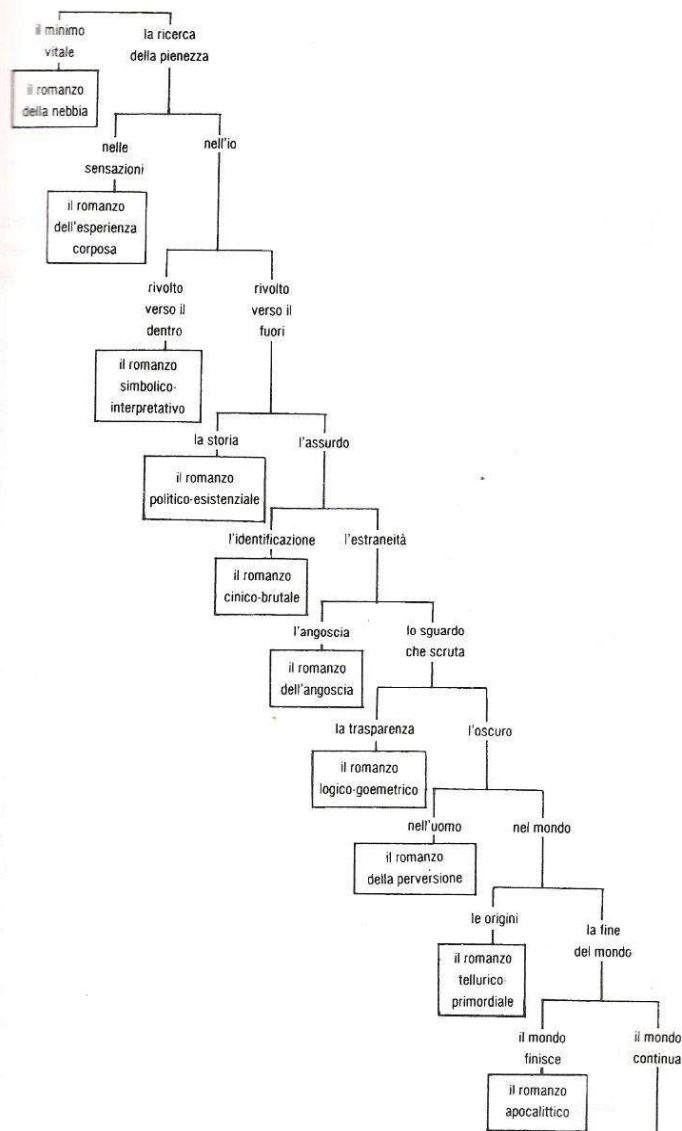 il minimo
vitale
la ricerca
della pienezza
il romanzo
della nebbia
nelle
sensazioni
nell'io
il romanzo
dell'esperienza
corposa
rivolto
verso il
dentro
rivolto
verso il
fuori
il romanzo
simbolico-
interpretativo
la storia
l'assurdo
il romanzo
politico-esistenziale
l'identificazione
l'estraneità
il romanzo
cinico-brutale
l'angoscia
lo sguardo
che scruta
il romanzo
dell'angoscia
la trasparenza
l'oscuro
il romanzo
logico-goemetrico
nell'uomo
nel mondo
il romanzo
della perversione
le origini
la fine
del mondo
il romanzo
tellurico-
primordiale
il mondo
finisce
il mondo
continua
il romanzo
apocalittico